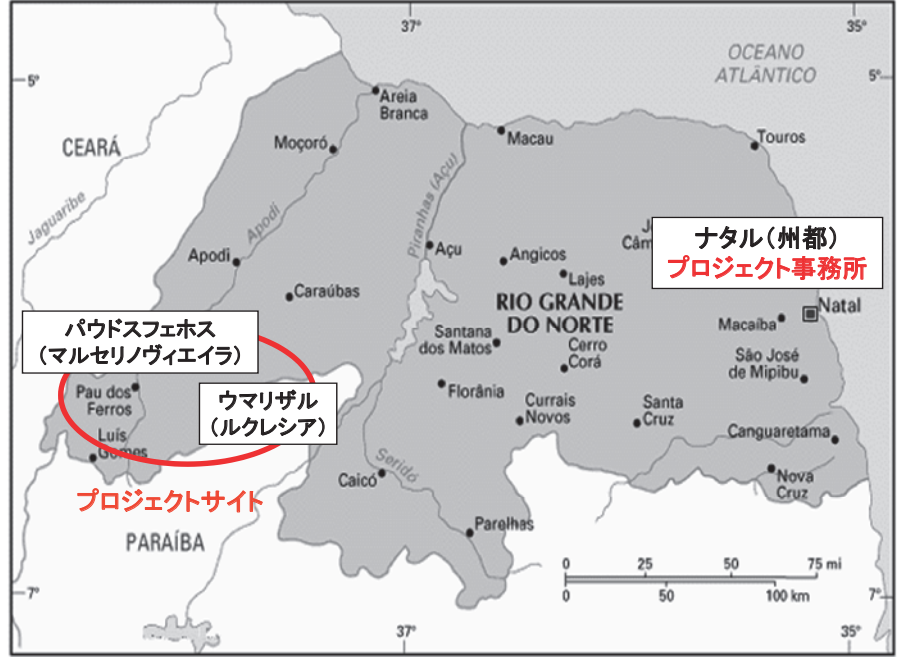 37°
35°
OCEANO
ATLÂNTICO
5°
5°
Areia
Branca
CEARÁ
Moçoró
Macau
Touros
Jaguaribe
Apodi
Piranhas (Açu)
Apodi
Açu
Angicos
Câm
ナタル(州都)
プロジェクト事務所
Lajes
Caraúbas
RIO GRANDE
DO NORTE
Natal
Macaíba
パウドスフェホス
(マルセリノヴィエイラ)
Santana
dos Matos
Cerro
Corá
São José
de Mipibu
Pau dos
Ferros
ウマリザル
(ルクレシア)
Florânia
Currais
Novos
Santa
Cruz
Canguaretama
Luís
Gomes
Caicó
Seridó
Nova
Cruz
プロジェクトサイト
Parelhas
PARAÍBA
0 25 50 75 mi
0 50 100 km
7°
7°
37°
35°